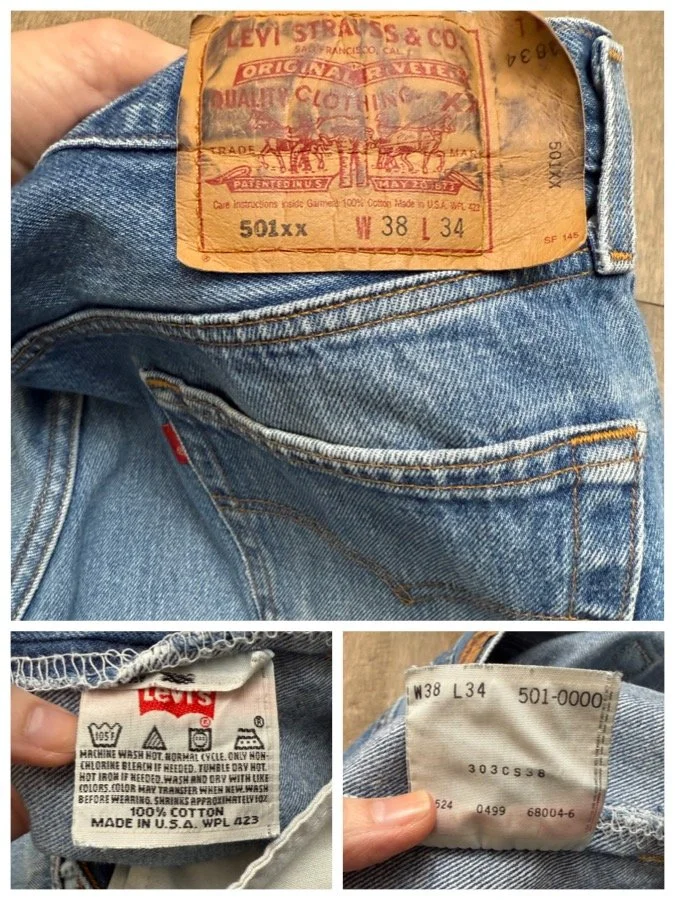 LEVI STRAUSS & CO.
SAN FRANCISCO, CAL.
ORIGINAL RIVETED
QUALITY CLOTHING
XX
TRADE MARK
PATENTED IN U.S. MAY 20 1873
Care instructions inside Garment 100% Cotton Made in U.S.A. WPL 423
501xx W 38 L 34
SF 145
501XX
3834
Levi's
®
®
105F
MACHINE WASH HOT. NORMAL CYCLE. ONLY NON-
CHLORINE BLEACH IF NEEDED. TUMBLE DRY HOT.
HOT IRON IF NEEDED. WASH AND DRY WITH LIKE
COLORS. COLOR MAY TRANSFER WHEN NEW. WASH
BEFORE WEARING. SHRINKS APPROXIMATELY 10%
100% COTTON
MADE IN U.S.A. WPL 423
W38 L34 501-0000
303CS38
524 0499 68004-6